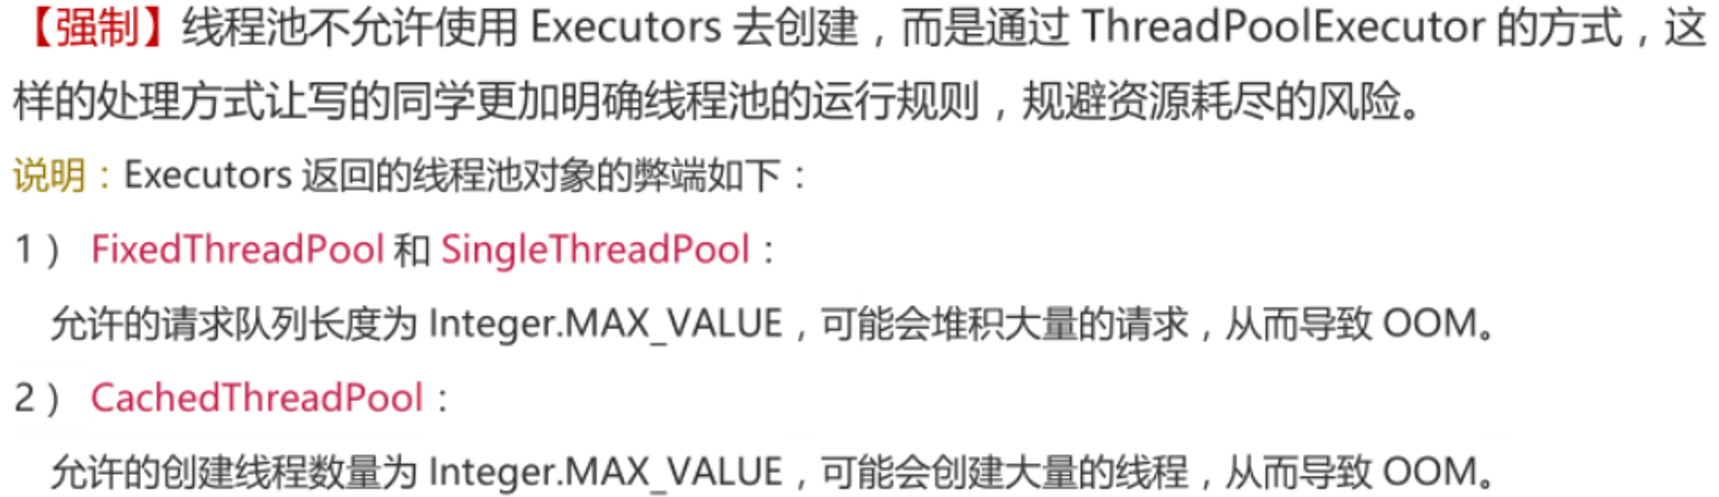 【强制】线程池不允许使用 Executors 去创建，而是通过 ThreadPoolExecutor 的方式，这
样的处理方式让写的同学更加明确线程池的运行规则，规避资源耗尽的风险。
说明：Executors 返回的线程池对象的弊端如下：
1） FixedThreadPool 和 SingleThreadPool：
允许的请求队列长度为 Integer.MAX_VALUE，可能会堆积大量的请求，从而导致 OOM。
2） CachedThreadPool：
允许的创建线程数量为 Integer.MAX_VALUE，可能会创建大量的线程，从而导致 OOM。